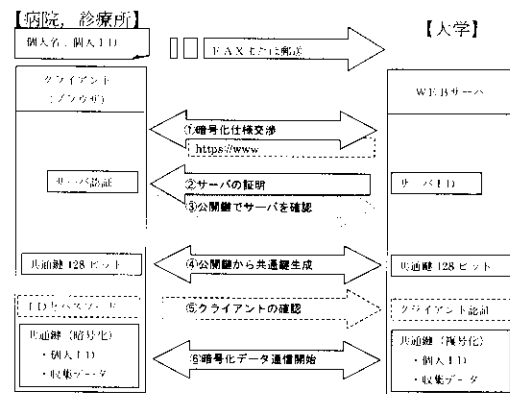 【病院，診療所】
【大学】
個人名，個人ID
FAXまたは郵送
クライアント
(ブラウザ)
WEBサーバ
①暗号化仕様交渉
https://www
サーバ認証
②サーバの証明
サーバID
③公開鍵でサーバを確認
共通鍵 128 ビット
④公開鍵から共通鍵生成
共通鍵 128 ビット
IDとパスワード
⑤クライアントの確認
クライアント認証
共通鍵（暗号化）
・個人ID
・収集データ
⑥暗号化データ通信開始
共通鍵（複号化）
・個人ID
・収集データ